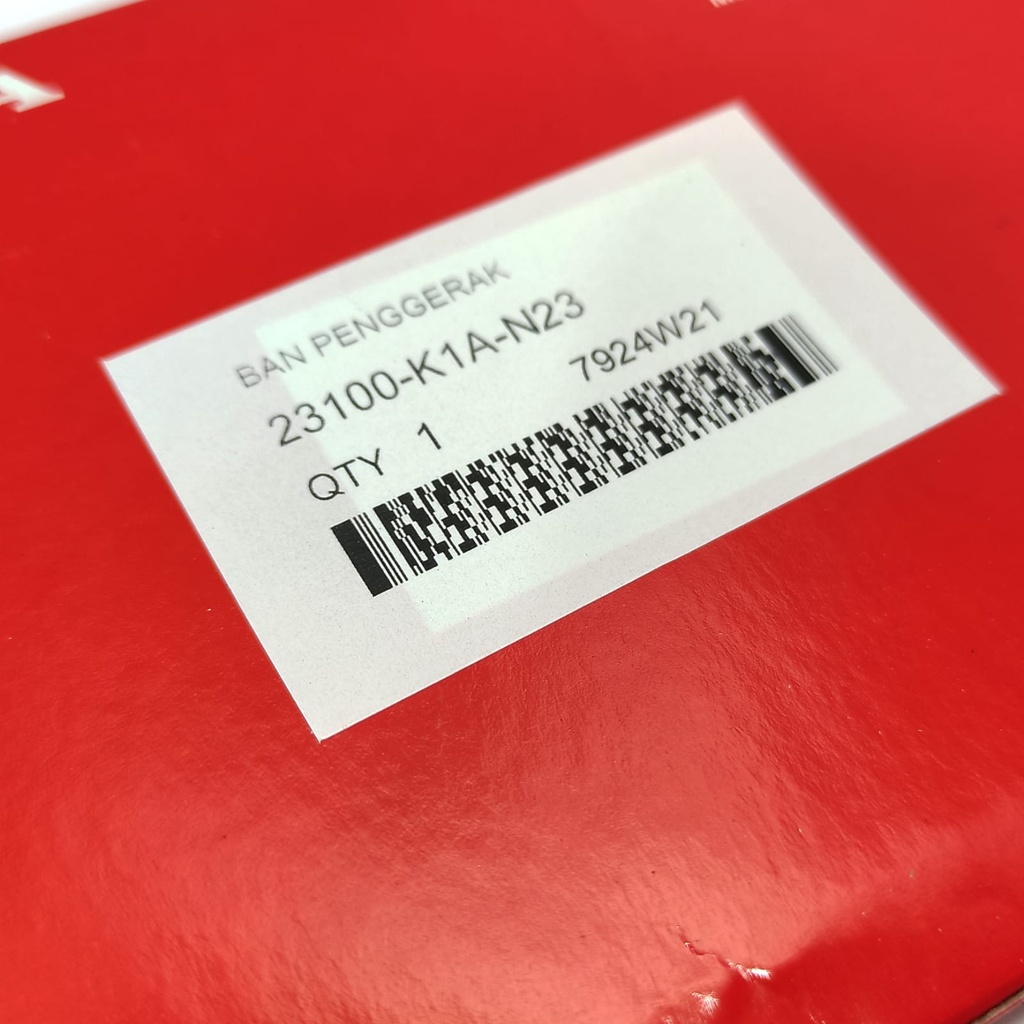 BAN PENGGERAK
23100-K1A-N23
7924W21
QTY 1